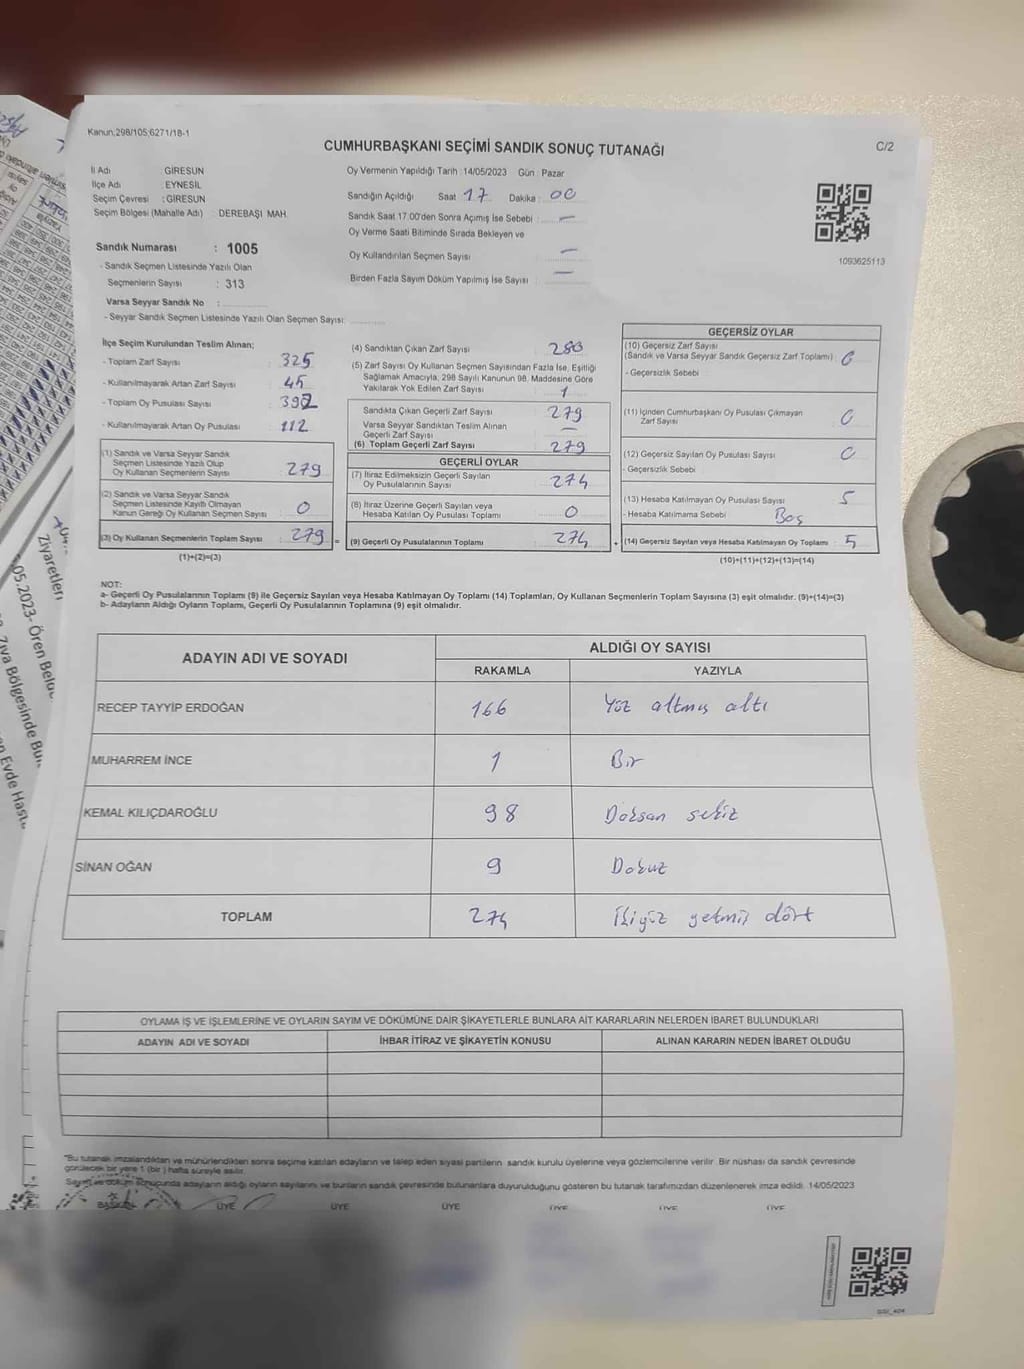 Kanun;298/105;6271/18-1
CUMHURBAŞKANI SEÇİMİ SANDIK SONUÇ TUTANAĞI
C/2
İl Adı : GİRESUN
İlçe Adı : EYNESİL
Seçim Çevresi : GİRESUN
Seçim Bölgesi (Mahalle Adı) : DEREBAŞI MAH.
Sandık Numarası : 1005
- Sandık Seçmen Listesinde Yazılı Olan
Seçmenlerin Sayısı : 313
Varsa Seyyar Sandık No :
- Seyyar Sandık Seçmen Listesinde Yazılı Olan Seçmen Sayısı:
Oy Vermenin Yapıldığı Tarih :14/05/2023 Gün : Pazar
Sandığın Açıldığı Saat 17 Dakika : 00
Sandık Saat 17.00'den Sonra Açımış İse Sebebi : —
Oy Verme Saati Bitiminde Sırada Bekleyen ve
Oy Kullandırılan Seçmen Sayısı : —
Birden Fazla Sayım Döküm Yapılmış İse Sayısı : —
1093625113
İlçe Seçim Kurulundan Teslim Alınan;
- Toplam Zarf Sayısı : 325
- Kullanılmayarak Artan Zarf Sayısı : 45
- Toplam Oy Pusulası Sayısı : 392
- Kullanılmayarak Artan Oy Pusulası : 112
(1) Sandık ve Varsa Seyyar Sandık
Seçmen Listesinde Yazılı Olup
Oy Kullanan Seçmenlerin Sayısı : 279
(2) Sandık ve Varsa Seyyar Sandık
Seçmen Listesinde Kayıtlı Olmayan
Kanun Gereği Oy Kullanan Seçmen Sayısı : 0
(3) Oy Kullanan Seçmenlerin Toplam Sayısı : 279
(1)+(2)=(3)
(4) Sandıktan Çıkan Zarf Sayısı : 280
(5) Zarf Sayısı Oy Kullanan Seçmen Sayısından Fazla İse, Eşitliği
Sağlamak Amacıyla, 298 Sayılı Kanunun 98. Maddesine Göre
Yakılarak Yok Edilen Zarf Sayısı : 1
Sandıkta Çıkan Geçerli Zarf Sayısı : 279
Varsa Seyyar Sandıktan Teslim Alınan
Geçerli Zarf Sayısı : —
(6) Toplam Geçerli Zarf Sayısı : 279
GEÇERLİ OYLAR
(7) İtiraz Edilmeksizin Geçerli Sayılan
Oy Pusulalarının Sayısı : 274
(8) İtiraz Üzerine Geçerli Sayılan veya
Hesaba Katılan Oy Pusulası Toplamı : 0
= (9) Geçerli Oy Pusulalarının Toplamı : 274
GEÇERSİZ OYLAR
(10) Geçersiz Zarf Sayısı
(Sandık ve Varsa Seyyar Sandık Geçersiz Zarf Toplamı) : 0
- Geçersizlik Sebebi
(11) İçinden Cumhurbaşkanı Oy Pusulası Çıkmayan
Zarf Sayısı : 0
(12) Geçersiz Sayılan Oy Pusulası Sayısı : 0
- Geçersizlik Sebebi
(13) Hesaba Katılmayan Oy Pusulası Sayısı : 5
- Hesaba Katılmama Sebebi : Boş
+ (14) Geçersiz Sayılan veya Hesaba Katılmayan Oy Toplamı : 5
(10)+(11)+(12)+(13)=(14)
NOT:
a- Geçerli Oy Pusulalarının Toplamı (9) ile Geçersiz Sayılan veya Hesaba Katılmayan Oy Toplamı (14) Toplamları, Oy Kullanan Seçmenlerin Toplam Sayısına (3) eşit olmalıdır. (9)+(14)=(3)
b- Adayların Aldığı Oyların Toplamı, Geçerli Oy Pusulalarının Toplamına (9) eşit olmalıdır.
ADAYIN ADI VE SOYADI
ALDIĞI OY SAYISI
RAKAMLA YAZIYLA
RECEP TAYYİP ERDOĞAN 166 Yüz altmış altı
MUHARREM İNCE 1 Bir
KEMAL KILIÇDAROĞLU 98 Doksan sekiz
SİNAN OĞAN 9 Dokuz
TOPLAM 274 İkiyüz yetmiş dört
OYLAMA İŞ VE İŞLEMLERİNE VE OYLARIN SAYIM VE DÖKÜMÜNE DAİR ŞİKAYETLERLE BUNLARA AİT KARARLARIN NELERDEN İBARET BULUNDUKLARI
ADAYIN ADI VE SOYADI İHBAR İTİRAZ VE ŞİKAYETİN KONUSU ALINAN KARARIN NEDEN İBARET OLDUĞU
"Bu tutanak imzalandıktan ve mühürlendikten sonra seçime katılan adayların ve talep eden siyasi partilerin sandık kurulu üyelerine veya gözlemcilerine verilir. Bir nüshası da sandık çevresinde
görülecek bir yere 1 (bir) hafta süreyle asılır.
Sayım ve döküm sonucunda adayların aldığı oyların sayılarını ve bunların sandık çevresinde bulunanlara duyurulduğunu gösteren bu tutanak tarafımızdan düzenlenerek imza edildi. 14/05/2023
BAŞKAN ÜYE ÜYE ÜYE ÜYE ÜYE ÜYE
Ziyaretleri
.05.2023- Ören Belde
Ziya Bölgesinde Bul